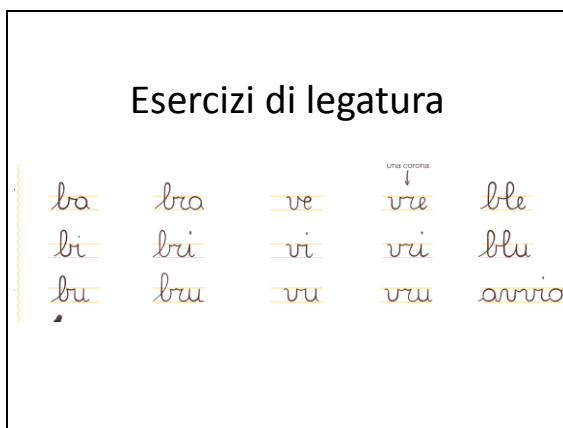 Esercizi di legatura
una corona
ba bra ve vre ble
bi bri vi vri blu
bu bru vu vru avvio